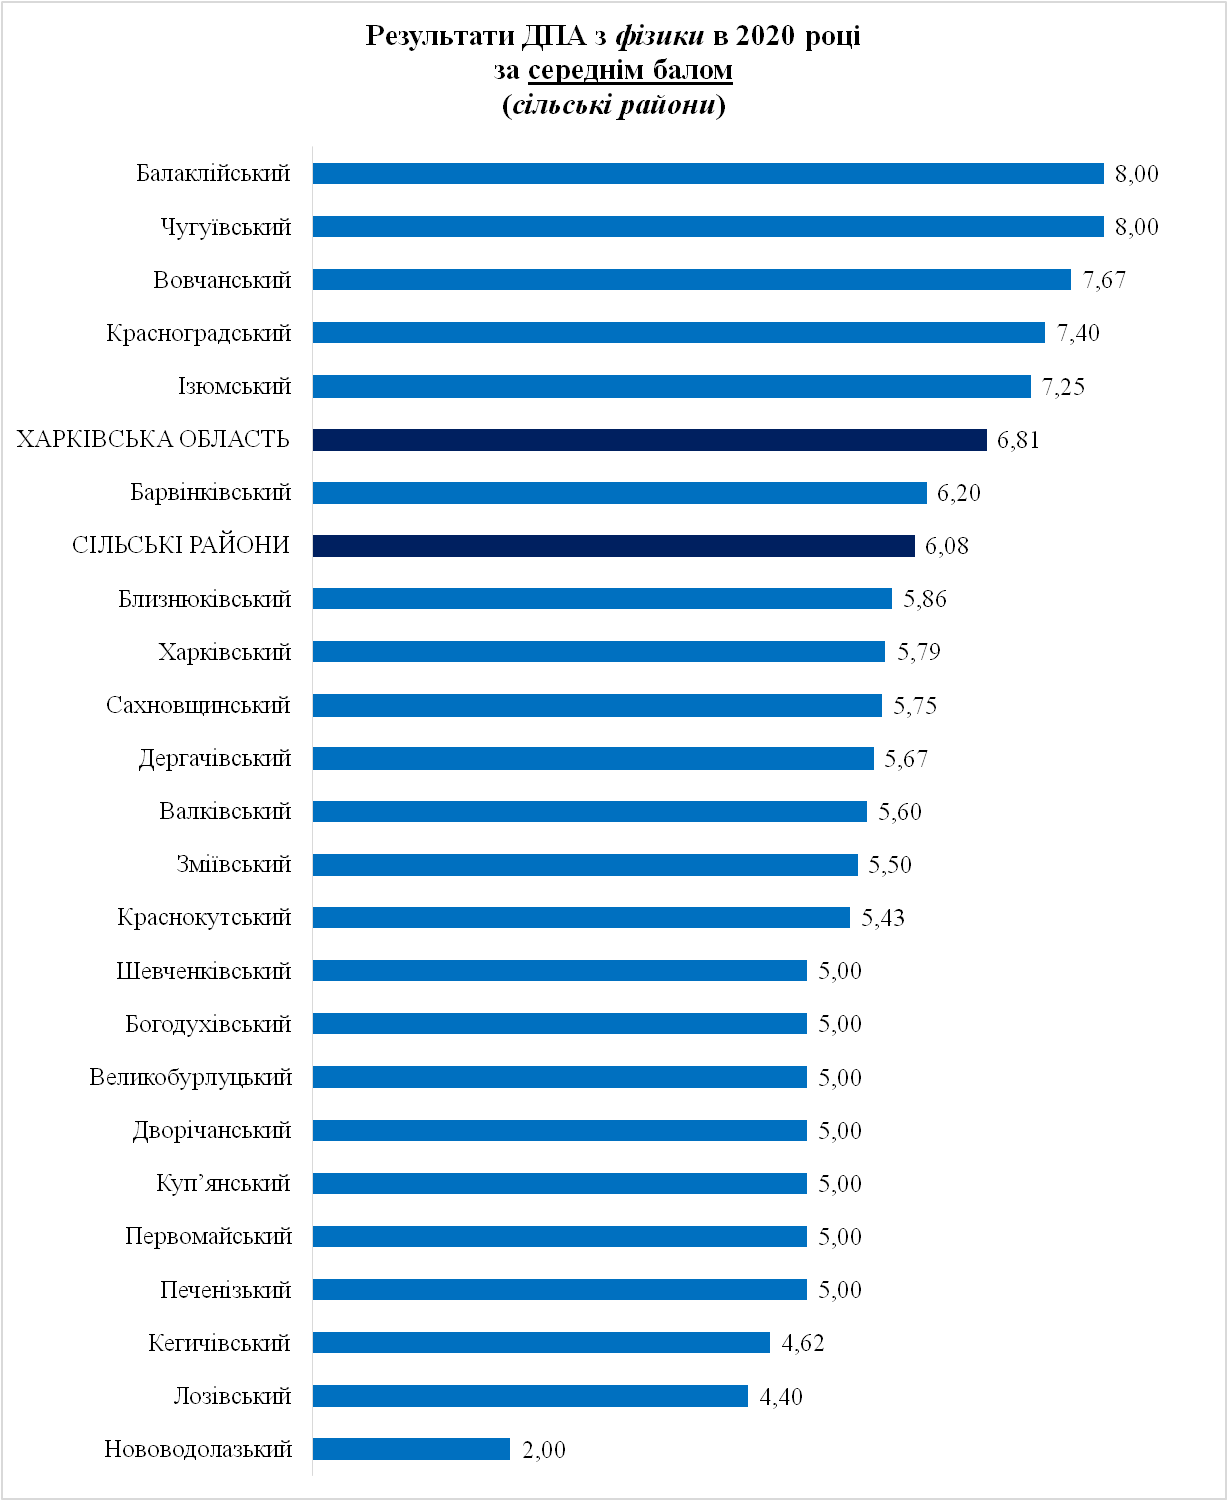 Результати ДПА з фізики в 2020 році
за середнім балом
(сільські райони)
Балаклійський 8,00
Чугуївський 8,00
Вовчанський 7,67
Красноградський 7,40
Ізюмський 7,25
ХАРКІВСЬКА ОБЛАСТЬ 6,81
Барвінківський 6,20
СІЛЬСЬКІ РАЙОНИ 6,08
Близнюківський 5,86
Харківський 5,79
Сахновщинський 5,75
Дергачівський 5,67
Валківський 5,60
Зміївський 5,50
Краснокутський 5,43
Шевченківський 5,00
Богодухівський 5,00
Великобурлуцький 5,00
Дворічанський 5,00
Куп’янський 5,00
Первомайський 5,00
Печенізький 5,00
Кегичівський 4,62
Лозівський 4,40
Нововодолазький 2,00